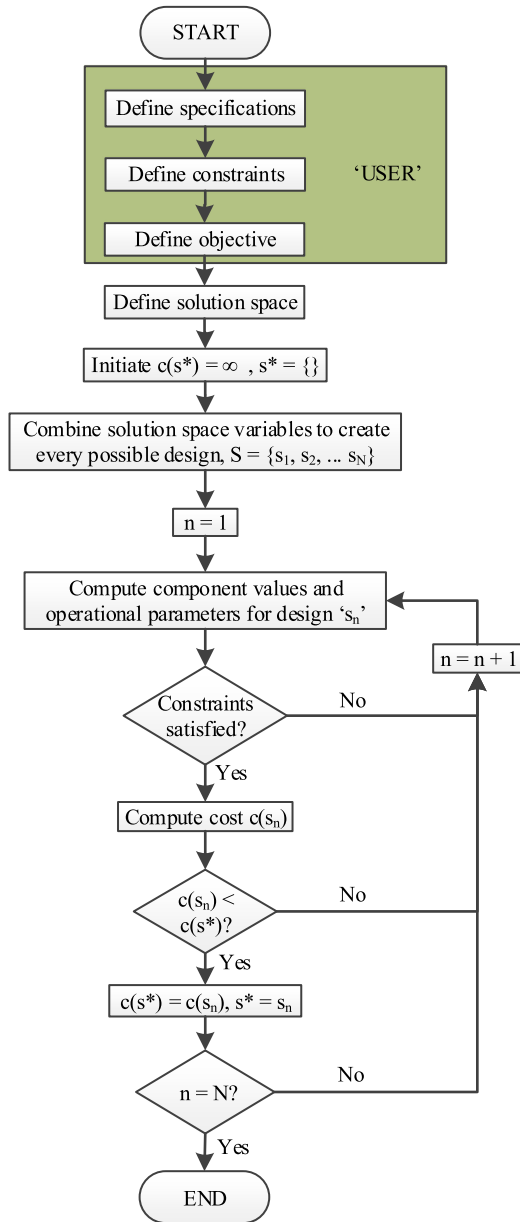 START
Define specifications
Define constraints
‘USER’
Define objective
Define solution space
Initiate c(s*) = ∞ , s* = {}
Combine solution space variables to create
every possible design, S = {s₁, s₂, ... s_N}
n = 1
Compute component values and
operational parameters for design ‘sₙ’
n = n + 1
Constraints
satisfied?
No
Yes
Compute cost c(sₙ)
c(sₙ) <
c(s*)?
No
Yes
c(s*) = c(sₙ), s* = sₙ
n = N?
No
Yes
END